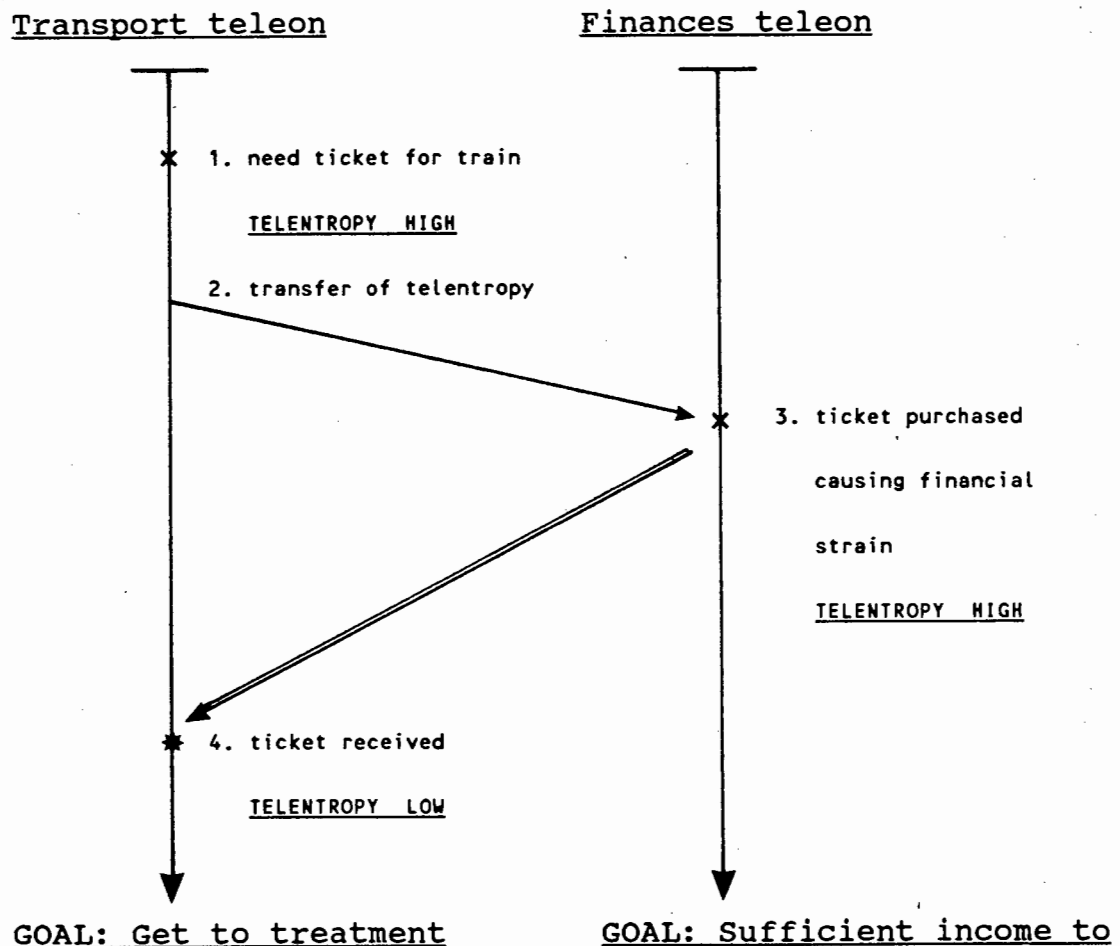 Transport teleon
Finances teleon
1. need ticket for train
TELENTROPY HIGH
2. transfer of telentropy
3. ticket purchased
causing financial
strain
TELENTROPY HIGH
4. ticket received
TELENTROPY LOW
GOAL: Get to treatment
GOAL: Sufficient income to